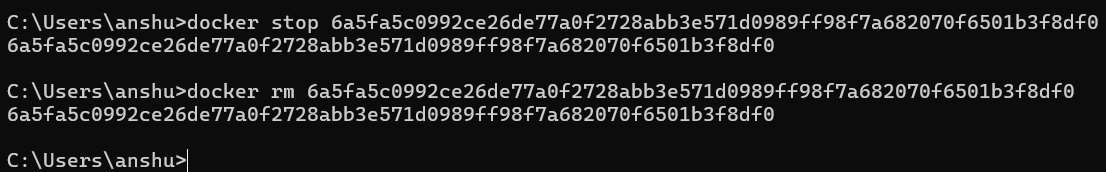 C:\Users\anshu>docker stop 6a5fa5c0992ce26de77a0f2728abb3e571d0989ff98f7a682070f6501b3f8df0
6a5fa5c0992ce26de77a0f2728abb3e571d0989ff98f7a682070f6501b3f8df0
C:\Users\anshu>docker rm 6a5fa5c0992ce26de77a0f2728abb3e571d0989ff98f7a682070f6501b3f8df0
6a5fa5c0992ce26de77a0f2728abb3e571d0989ff98f7a682070f6501b3f8df0
C:\Users\anshu>